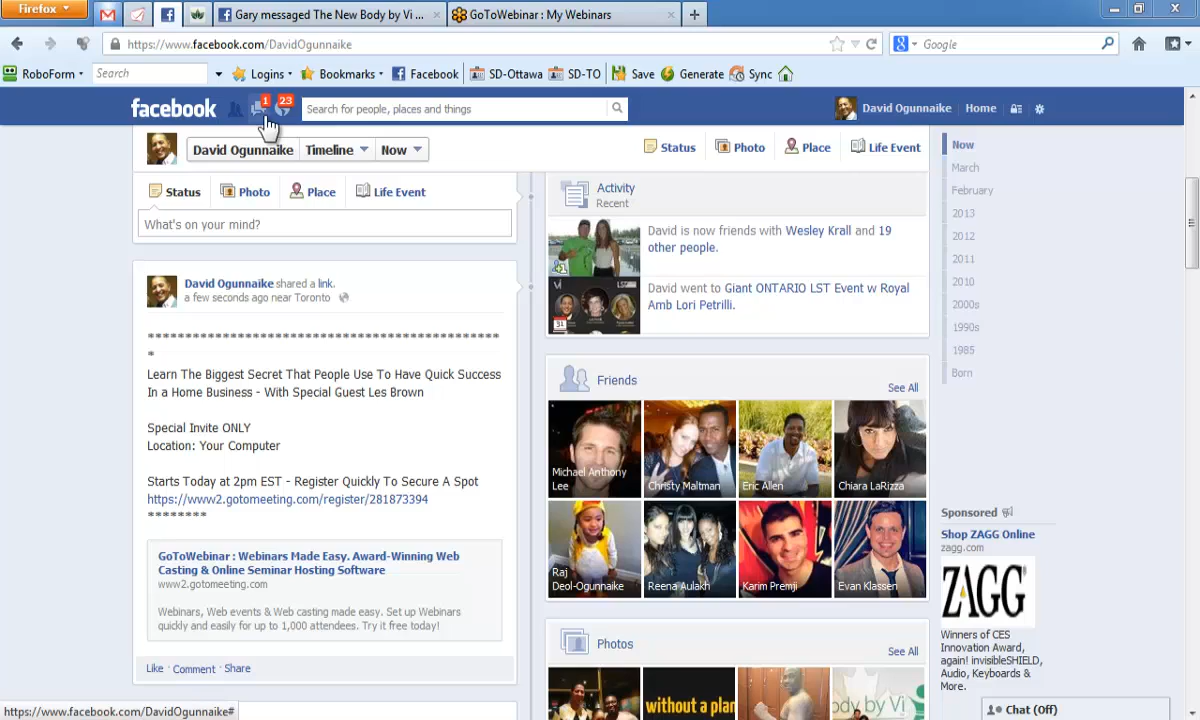 Firefox
Gary messaged The New Body by Vi ...
GoToWebinar : My Webinars
https://www.facebook.com/DavidOgunnaike
Google
RoboForm
Search
Logins
Bookmarks
Facebook
SD-Ottawa
SD-TO
Save
Generate
Sync
facebook
1
23
Search for people, places and things
David Ogunnaike
Home
David Ogunnaike
Timeline
Now
Status
Photo
Place
Life Event
Status
Photo
Place
Life Event
What's on your mind?
David Ogunnaike shared a link.
a few seconds ago near Toronto
***********************************************
*
Learn The Biggest Secret That People Use To Have Quick Success
In a Home Business - With Special Guest Les Brown
Special Invite ONLY
Location: Your Computer
Starts Today at 2pm EST - Register Quickly To Secure A Spot
https://www2.gotomeeting.com/register/281873394
********
GoToWebinar : Webinars Made Easy. Award-Winning Web
Casting & Online Seminar Hosting Software
www2.gotomeeting.com
Webinars, Web events & Web casting made easy. Set up Webinars
quickly and easily for up to 1,000 attendees. Try it free today!
Like · Comment · Share
https://www.facebook.com/DavidOgunnaike#
Activity
Recent
David is now friends with Wesley Krall and 19
other people.
David went to Giant ONTARIO LST Event w Royal
Amb Lori Petrilli.
31
Friends
See All
Michael Anthony
Lee
Christy Maltman
Eric Allen
Chiara LaRizza
Raj
Deol-Ogunnaike
Reena Aulakh
Karim Premji
Evan Klassen
Photos
See All
without a plan
ody by Vi
Now
March
February
2013
2012
2011
2010
2000s
1990s
1985
Born
Sponsored
Shop ZAGG Online
zagg.com
ZAGG
Winners of CES
Innovation Award,
again! invisibleSHIELD,
Audio, Keyboards &
More.
Chat (Off)